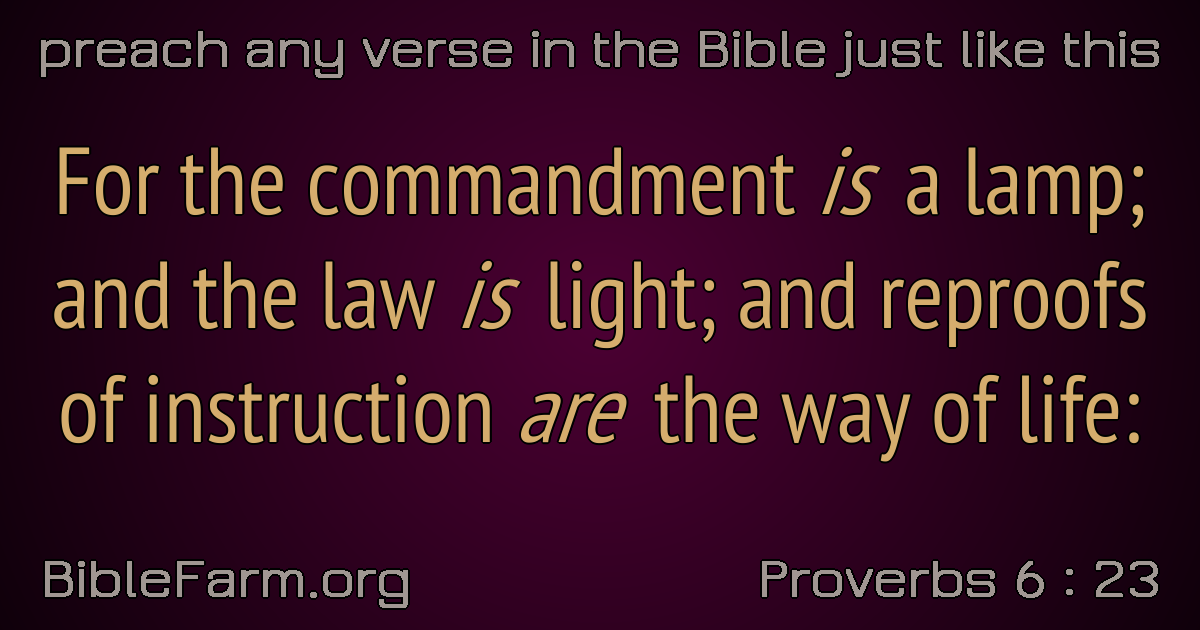 preach any verse in the Bible just like this
For the commandment is a lamp;
and the law is light; and reproofs
of instruction are the way of life:
BibleFarm.org
Proverbs 6 : 23